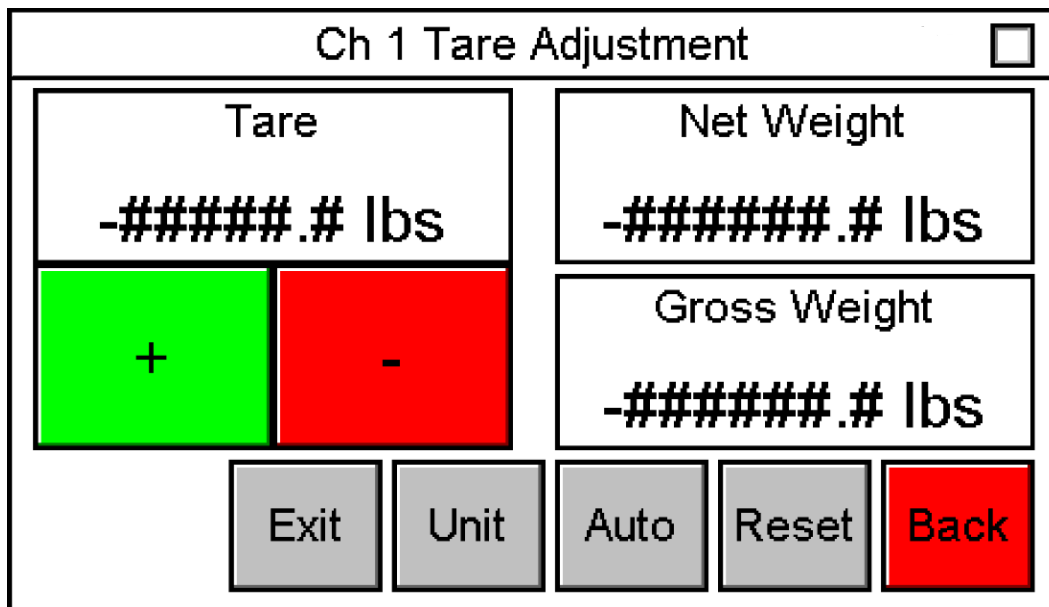 Ch 1 Tare Adjustment
Tare
-#####.# lbs
+
-
Net Weight
-######.# lbs
Gross Weight
-######.# lbs
Exit
Unit
Auto
Reset
Back